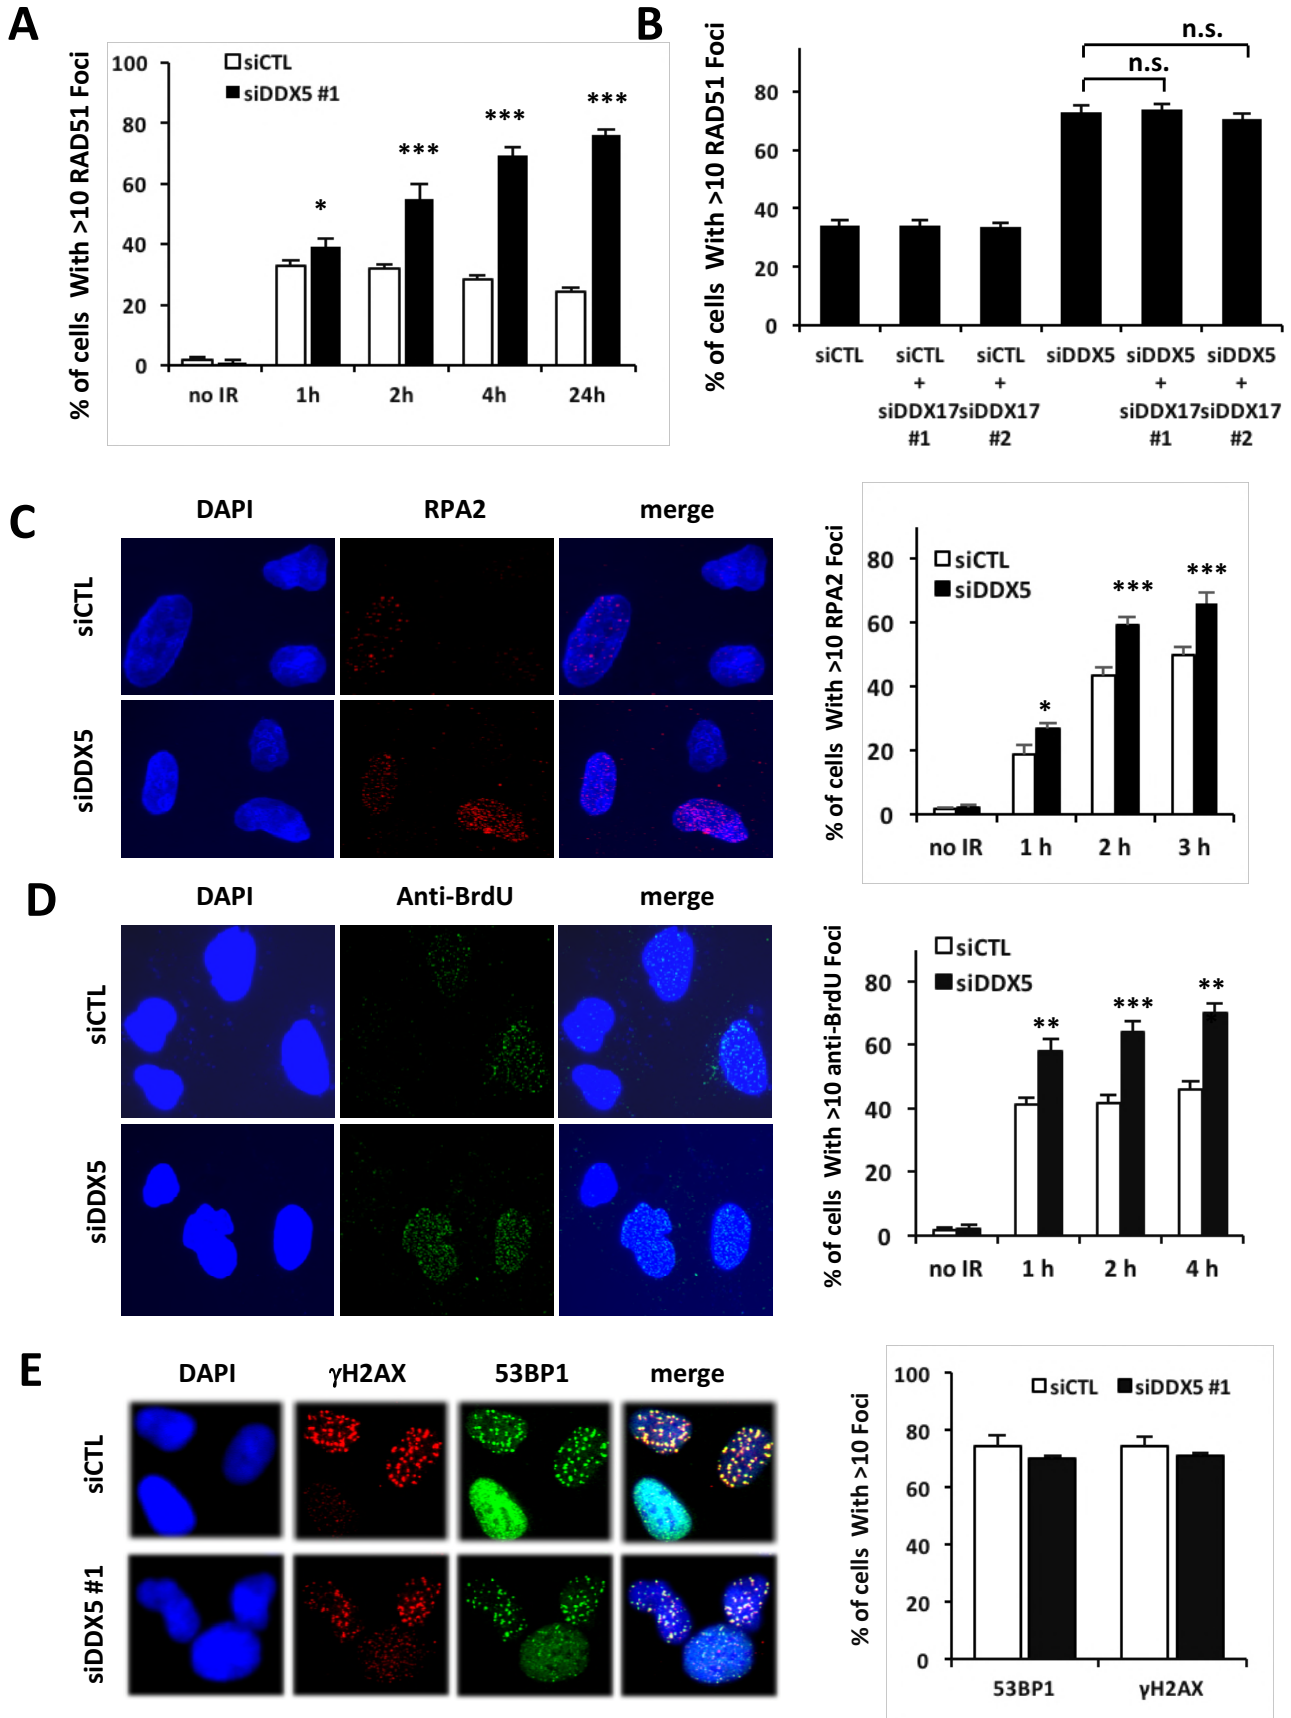 A
% of cells With >10 RAD51 Foci
100
80
60
40
20
0
siCTL
siDDX5 #1
*
***
***
***
no IR
1h
2h
4h
24h
B
% of cells With >10 RAD51 Foci
80
60
40
20
0
n.s.
n.s.
siCTL
siCTL
+
siDDX17
#1
siCTL
+
siDDX17
#2
siDDX5
siDDX5
+
siDDX17
#1
siDDX5
+
siDDX17
#2
C
DAPI
RPA2
merge
siCTL
siDDX5
% of cells With >10 RPA2 Foci
80
60
40
20
0
siCTL
siDDX5
*
***
***
no IR
1 h
2 h
3 h
D
DAPI
Anti-BrdU
merge
siCTL
siDDX5
% of cells With >10 anti-BrdU Foci
80
60
40
20
0
siCTL
siDDX5
**
***
**
no IR
1 h
2 h
4 h
E
DAPI
γH2AX
53BP1
merge
siCTL
siDDX5 #1
% of cells With >10 Foci
100
80
60
40
20
0
siCTL
siDDX5 #1
53BP1
γH2AX